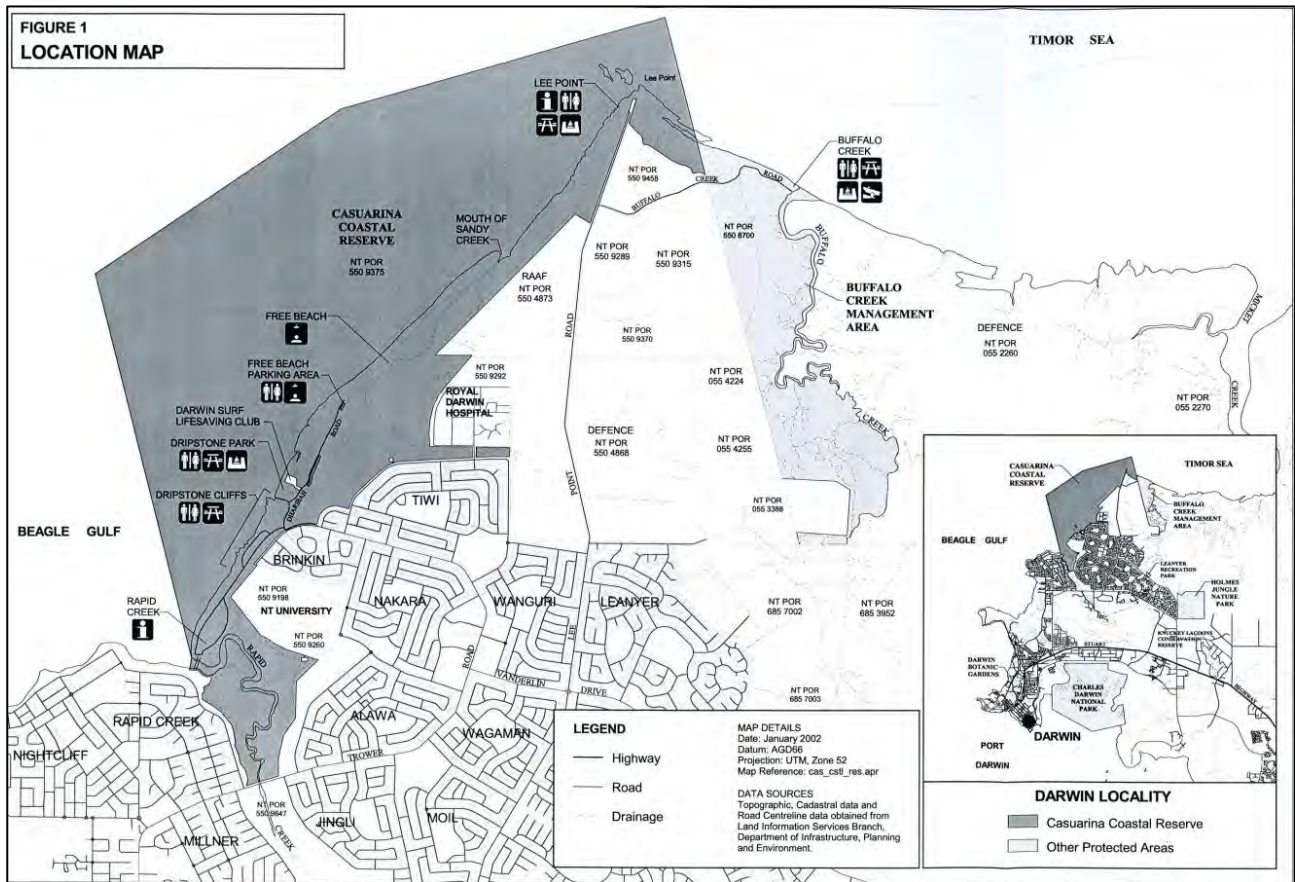 FIGURE 1
LOCATION MAP
TIMOR SEA
Lee Point
LEE POINT
BUFFALO
CREEK
NT POR
550 9458
BUFFALO
CREEK
ROAD
CASUARINA
COASTAL
RESERVE
NT POR
550 9375
MOUTH OF
SANDY
CREEK
NT POR
550 8700
NT POR
550 9289
NT POR
550 9315
BUFFALO
RAAF
NT POR
550 4873
BUFFALO
CREEK
MANAGEMENT
AREA
MICKET
CREEK
FREE BEACH
ROAD
DEFENCE
NT POR
055 2260
NT POR
550 9370
FREE BEACH
PARKING AREA
NT POR
550 9292
NT POR
055 4224
NT POR
055 2270
ROYAL
DARWIN
HOSPITAL
CREEK
DARWIN SURF
LIFESAVING CLUB
ROAD
DRIPSTONE PARK
DEFENCE
NT POR
550 4868
NT POR
055 4255
DRIPSTONE CLIFFS
DHARIBAH
POINT
TIWI
NT POR
055 3388
BEAGLE GULF
BRINKIN
NT POR
550 9198
NT UNIVERSITY
NAKARA
WANGURI
LEANYER
NT POR
685 7002
NT POR
685 3952
RAPID
CREEK
NT POR
550 9260
LEE
RAPID
ROAD
VANDERLIN
DRIVE
NT POR
685 7003
RAPID CREEK
ALAWA
WAGAMAN
NIGHTCLIFF
TROWER
NT POR
550 9647
JINGLI
MOIL
MILLNER
CREEK
LEGEND
Highway
Road
Drainage
MAP DETAILS
Date: January 2002
Datum: AGD66
Projection: UTM, Zone 52
Map Reference: cas_cstl_res.apr
DATA SOURCES
Topographic, Cadastral data and
Road Centreline data obtained from
Land Information Services Branch,
Department of Infrastructure, Planning
and Environment.
CASUARINA
COASTAL
RESERVE
TIMOR SEA
BUFFALO
CREEK
MANAGEMENT
AREA
BEAGLE GULF
LEANYER
RECREATION
PARK
HOLMES
JUNGLE
NATURE
PARK
KNUCKEY LAGOONS
CONSERVATION
RESERVE
STUART
HIGHWAY
DARWIN
BOTANIC
GARDENS
CHARLES
DARWIN
NATIONAL
PARK
DARWIN
PORT
DARWIN
DARWIN LOCALITY
Casuarina Coastal Reserve
Other Protected Areas